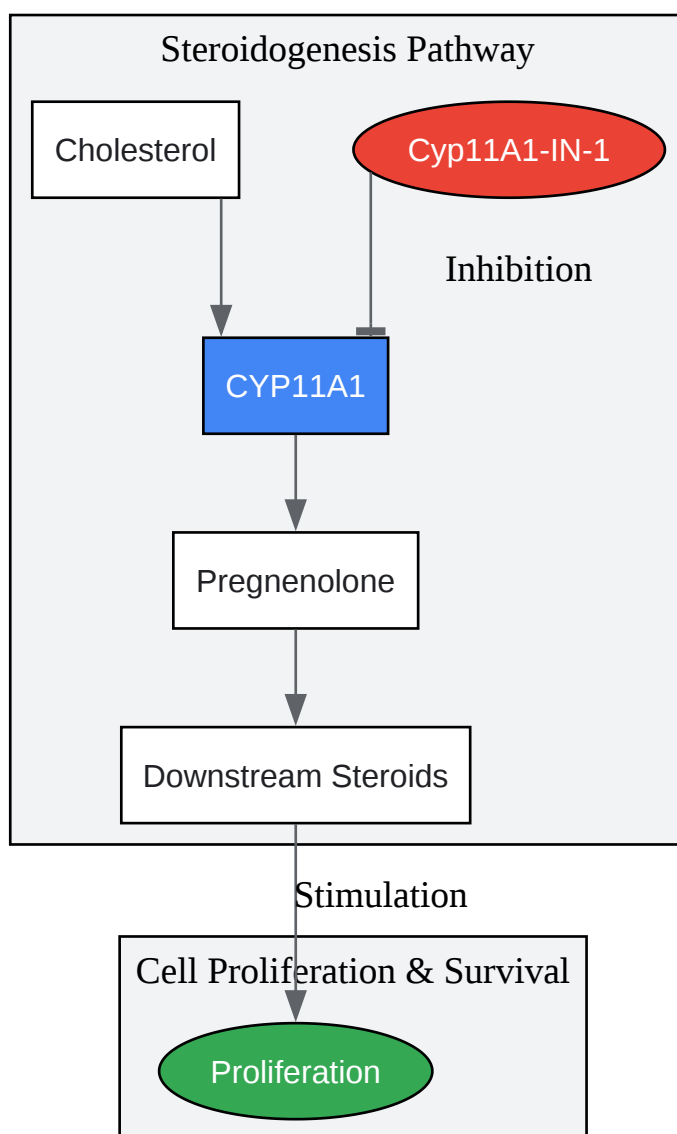 Steroidogenesis Pathway
Cholesterol
Cyp11A1-IN-1
Inhibition
CYP11A1
Pregnenolone
Downstream Steroids
Stimulation
Cell Proliferation & Survival
Proliferation